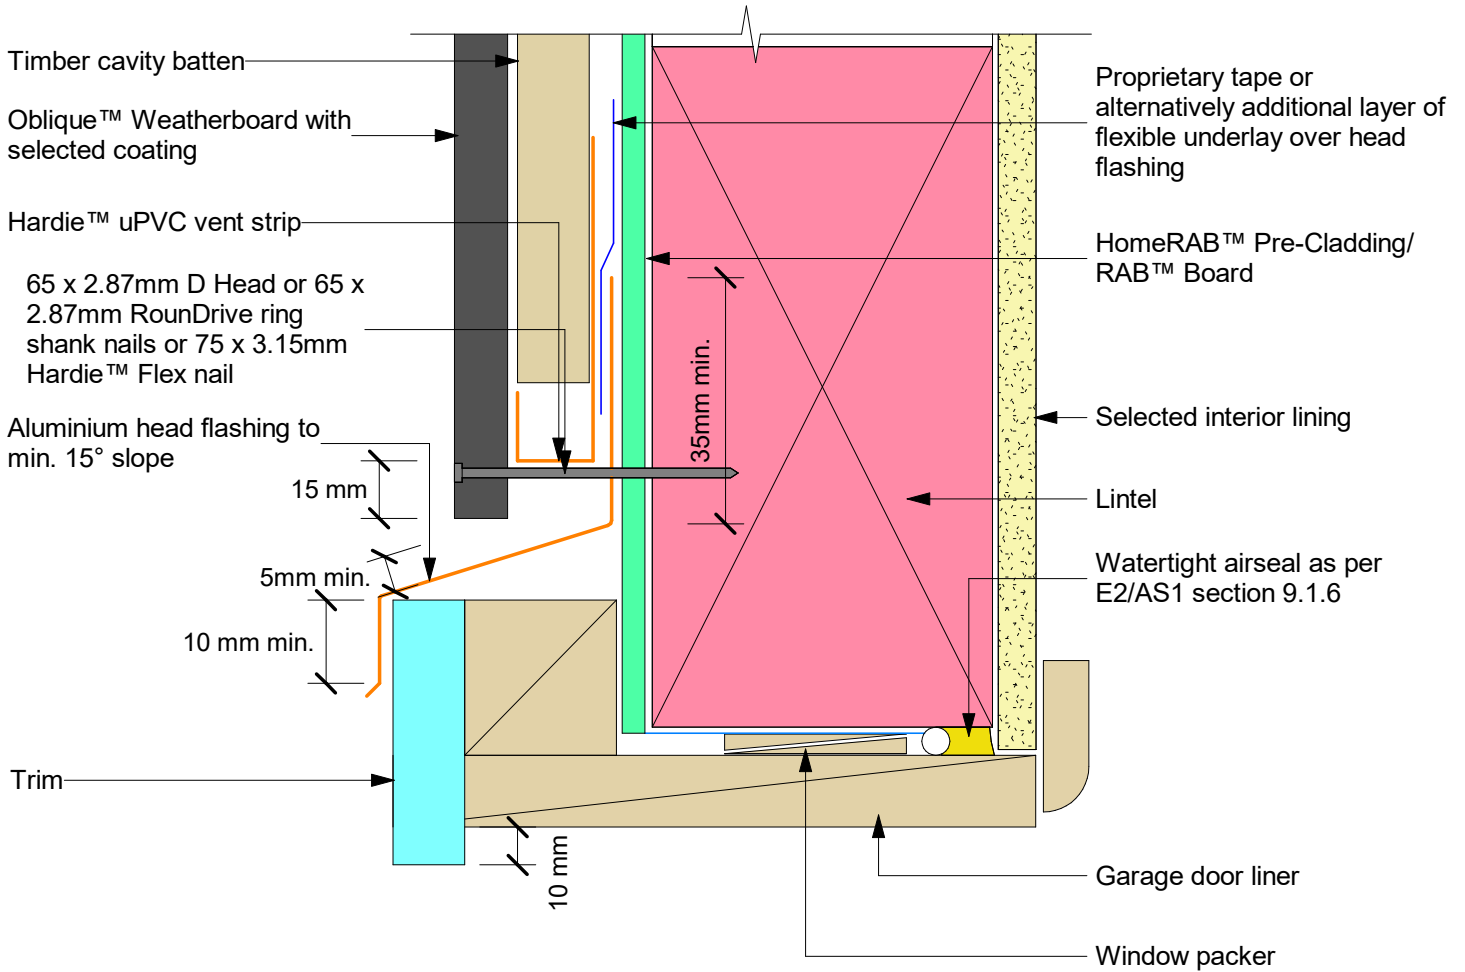 Timber cavity batten
Oblique™ Weatherboard with
selected coating
Hardie™ uPVC vent strip
65 x 2.87mm D Head or 65 x
2.87mm RounDrive ring
shank nails or 75 x 3.15mm
Hardie™ Flex nail
Aluminium head flashing to
min. 15° slope
15 mm
5mm min.
10 mm min.
Trim
10 mm
35mm min.
Proprietary tape or
alternatively additional layer of
flexible underlay over head
flashing
HomeRAB™ Pre-Cladding/
RAB™ Board
Selected interior lining
Lintel
Watertight airseal as per
E2/AS1 section 9.1.6
Garage door liner
Window packer